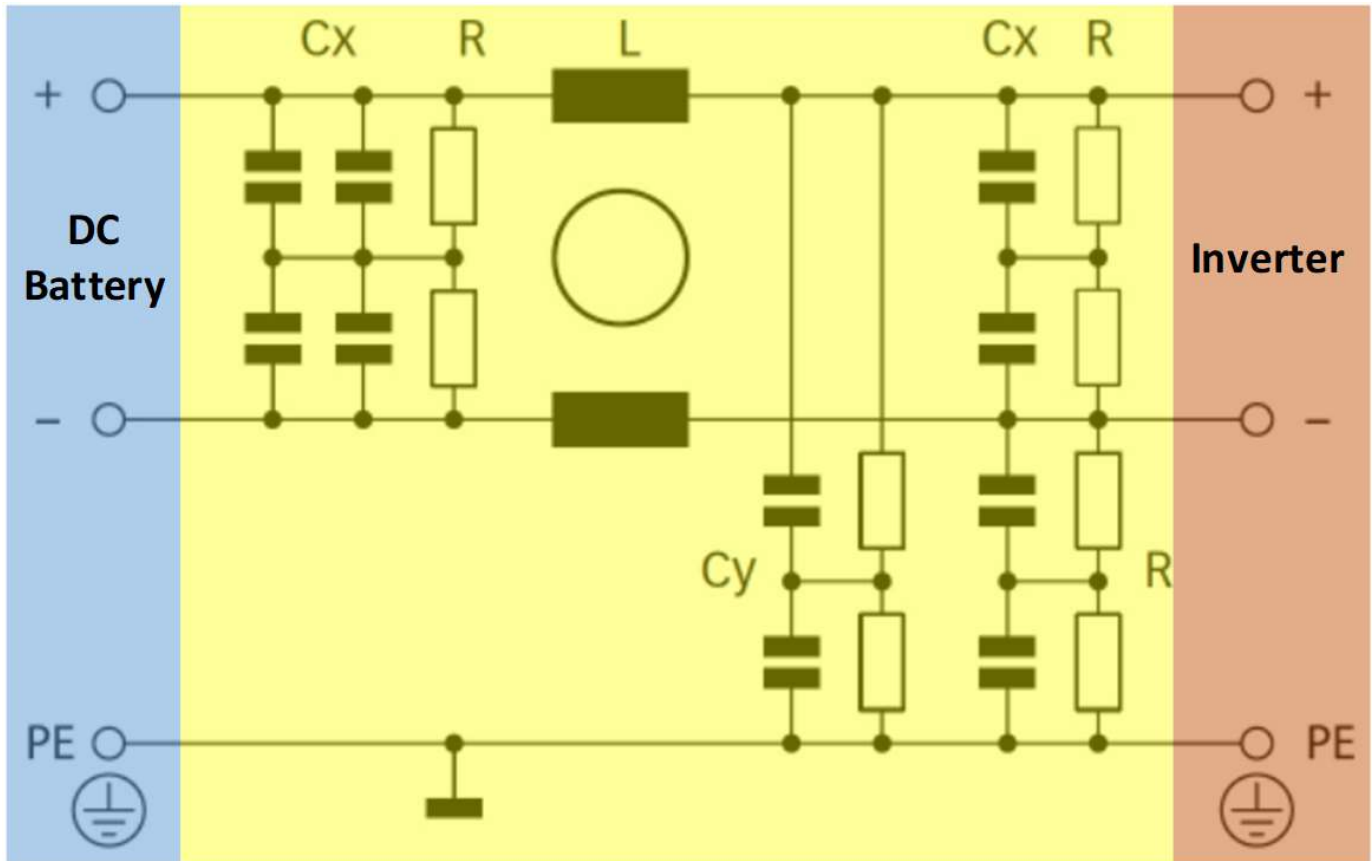 Cx R L Cx R
+ +
DC
Battery
Inverter
– –
Cy R
PE PE